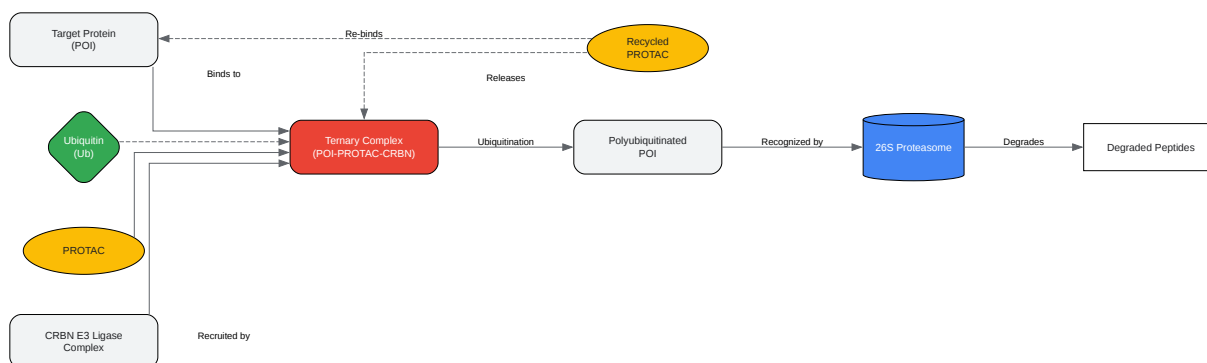 Target Protein
(POI)
Re-binds
Recycled
PROTAC
Binds to
Releases
Ubiquitin
(Ub)
Ternary Complex
(POI-PROTAC-CRBN)
Ubiquitination
Polyubiquitinated
POI
Recognized by
26S Proteasome
Degrades
Degraded Peptides
PROTAC
CRBN E3 Ligase
Complex
Recruited by